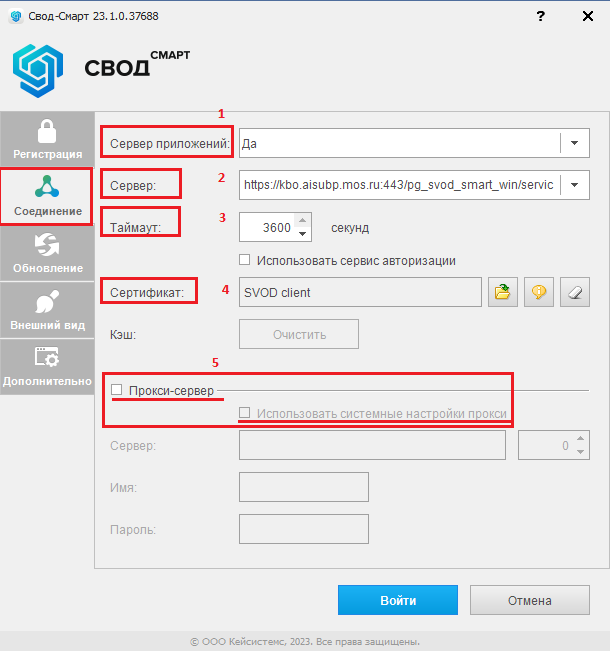 Свод-Смарт 23.1.0.37688
?
СВОД СМАРТ
1
Регистрация
Сервер приложений:
Да
Соединение
2
Сервер:
https://kbo.aisubp.mos.ru:443/pg_svod_smart_win/servic
Таймаут:
3
3600
секунд
Обновление
Использовать сервис авторизации
Сертификат:
4
SVOD client
Внешний вид
Кэш:
Очистить
5
Дополнительно
Прокси-сервер
Использовать системные настройки прокси
Сервер:
0
Имя:
Пароль:
Войти
Отмена
© ООО Кейсистемс, 2023. Все права защищены.